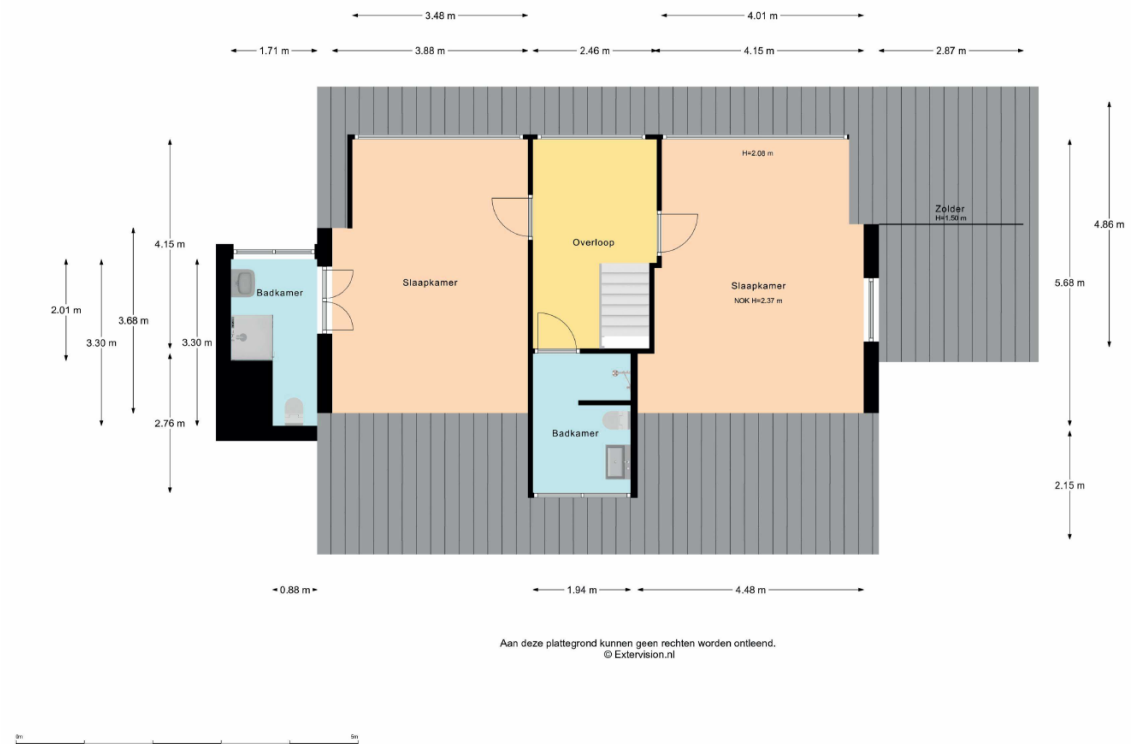 3.48 m
4.01 m
1.71 m
3.88 m
2.46 m
4.15 m
2.87 m
H=2.08 m
Zolder
H=1.50 m
4.86 m
4.15 m
Overloop
Badkamer
Slaapkamer
Slaapkamer
NOK H=2.37 m
5.68 m
2.01 m
3.68 m
3.30 m
3.30 m
2.76 m
Badkamer
2.15 m
0.88 m
1.94 m
4.48 m
Aan deze plattegrond kunnen geen rechten worden ontleend.
© Extervision.nl
0m